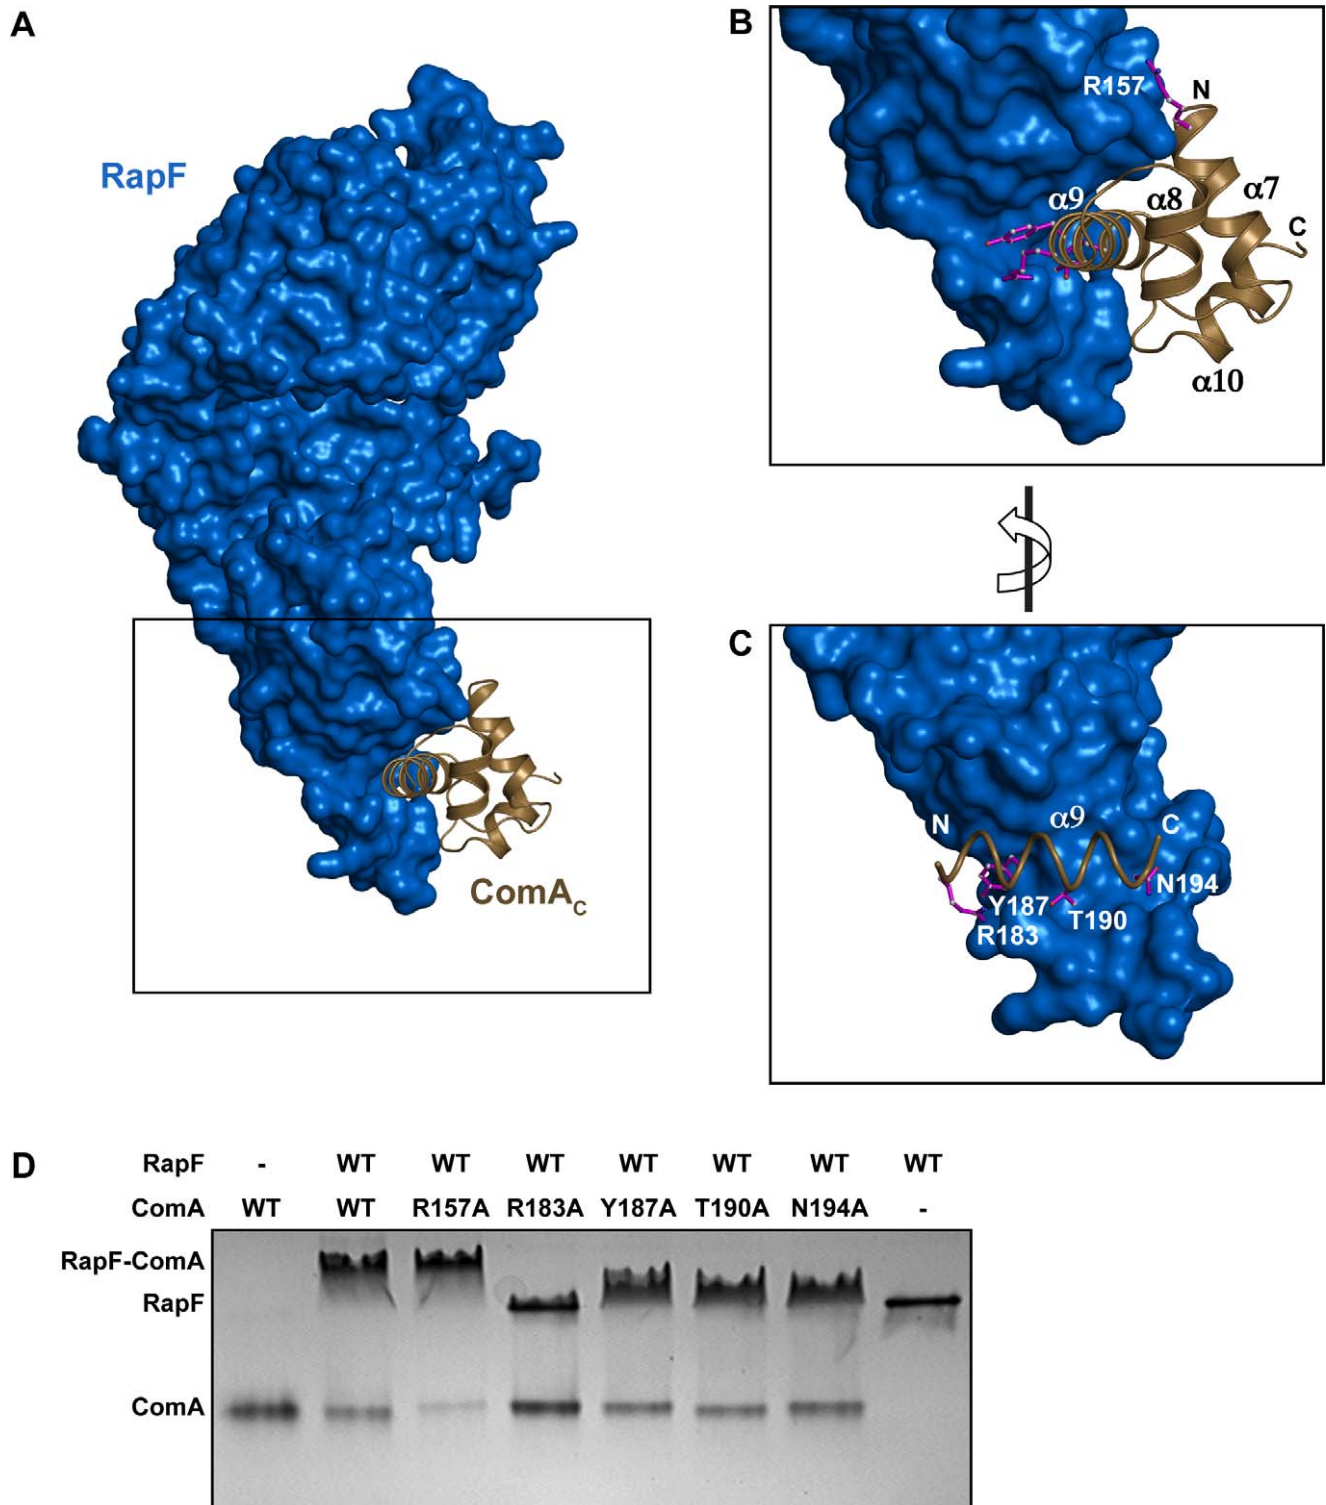 A
RapF
ComAC
B
R157
N
α9
α8
α7
C
α10
C
N
α9
C
N194
Y187
T190
R183
D
RapF - WT WT WT WT WT WT WT
ComA WT WT R157A R183A Y187A T190A N194A -
RapF-ComA
RapF
ComA